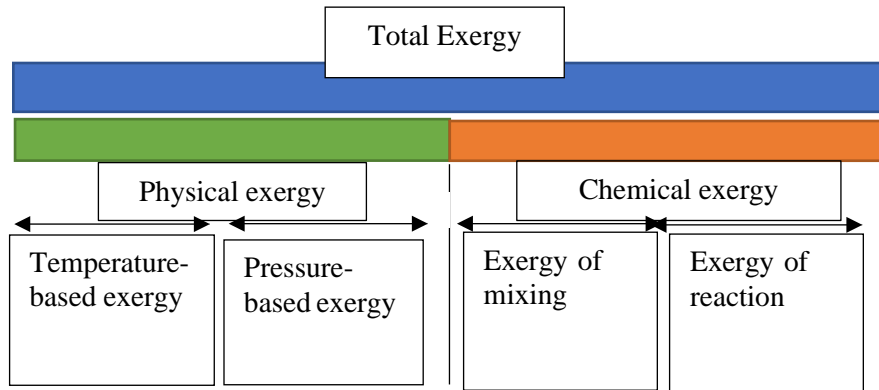 Total Exergy
Physical exergy
Chemical exergy
Temperature-
based exergy
Pressure-
based exergy
Exergy of
mixing
Exergy of
reaction